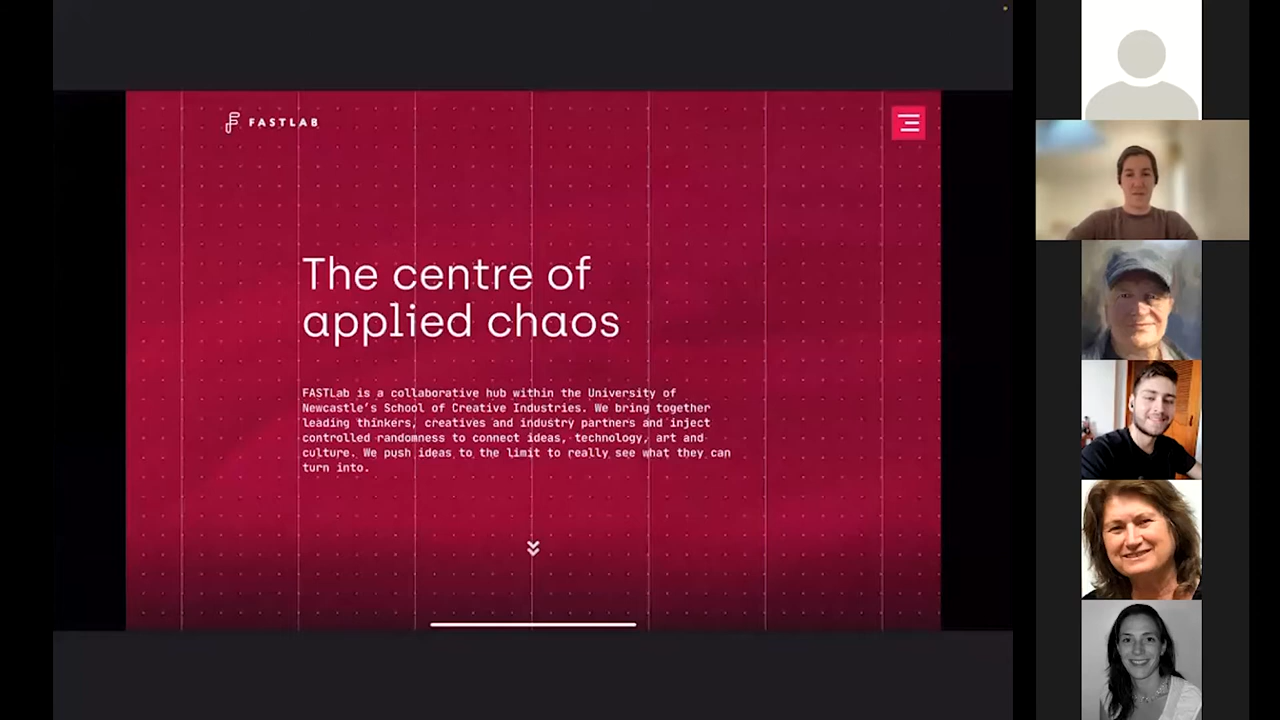 FASTLAB
The centre of
applied chaos
FASTLab is a collaborative hub within the University of
Newcastle's School of Creative Industries. We bring together
leading thinkers, creatives and industry partners and inject
controlled randomness to connect ideas, technology, art and
culture. We push ideas to the limit to really see what they can
turn into.